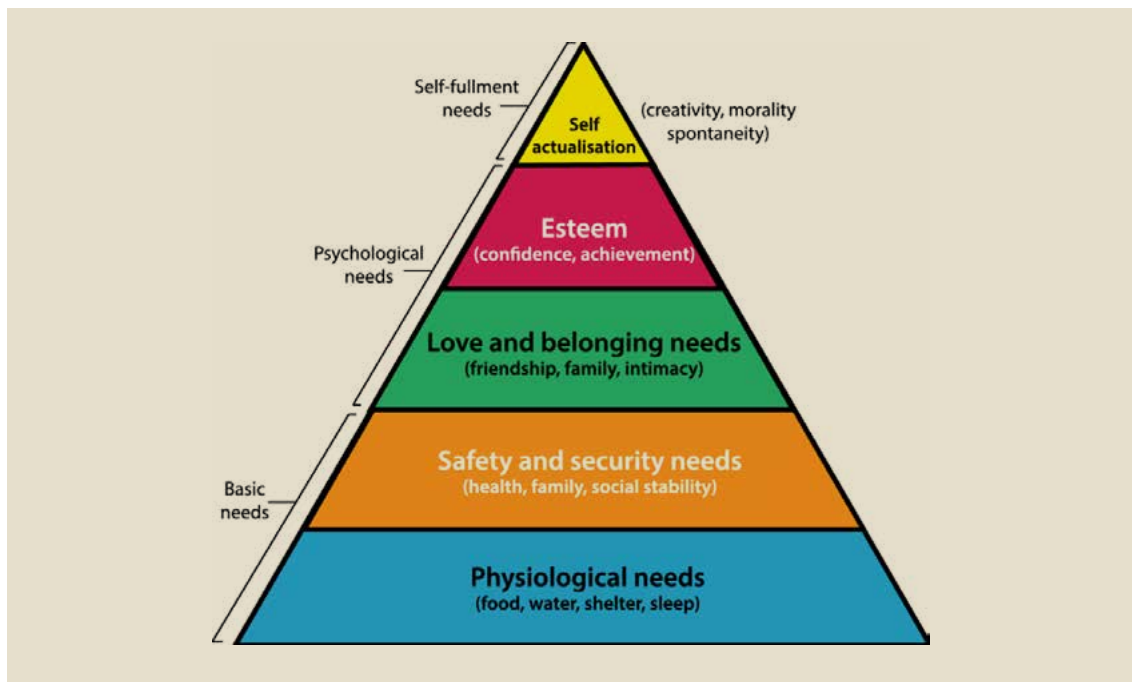 Self-fullment
needs
(creativity, morality
spontaneity)
Self
actualisation
Psychological
needs
Esteem
(confidence, achievement)
Love and belonging needs
(friendship, family, intimacy)
Basic
needs
Safety and security needs
(health, family, social stability)
Physiological needs
(food, water, shelter, sleep)